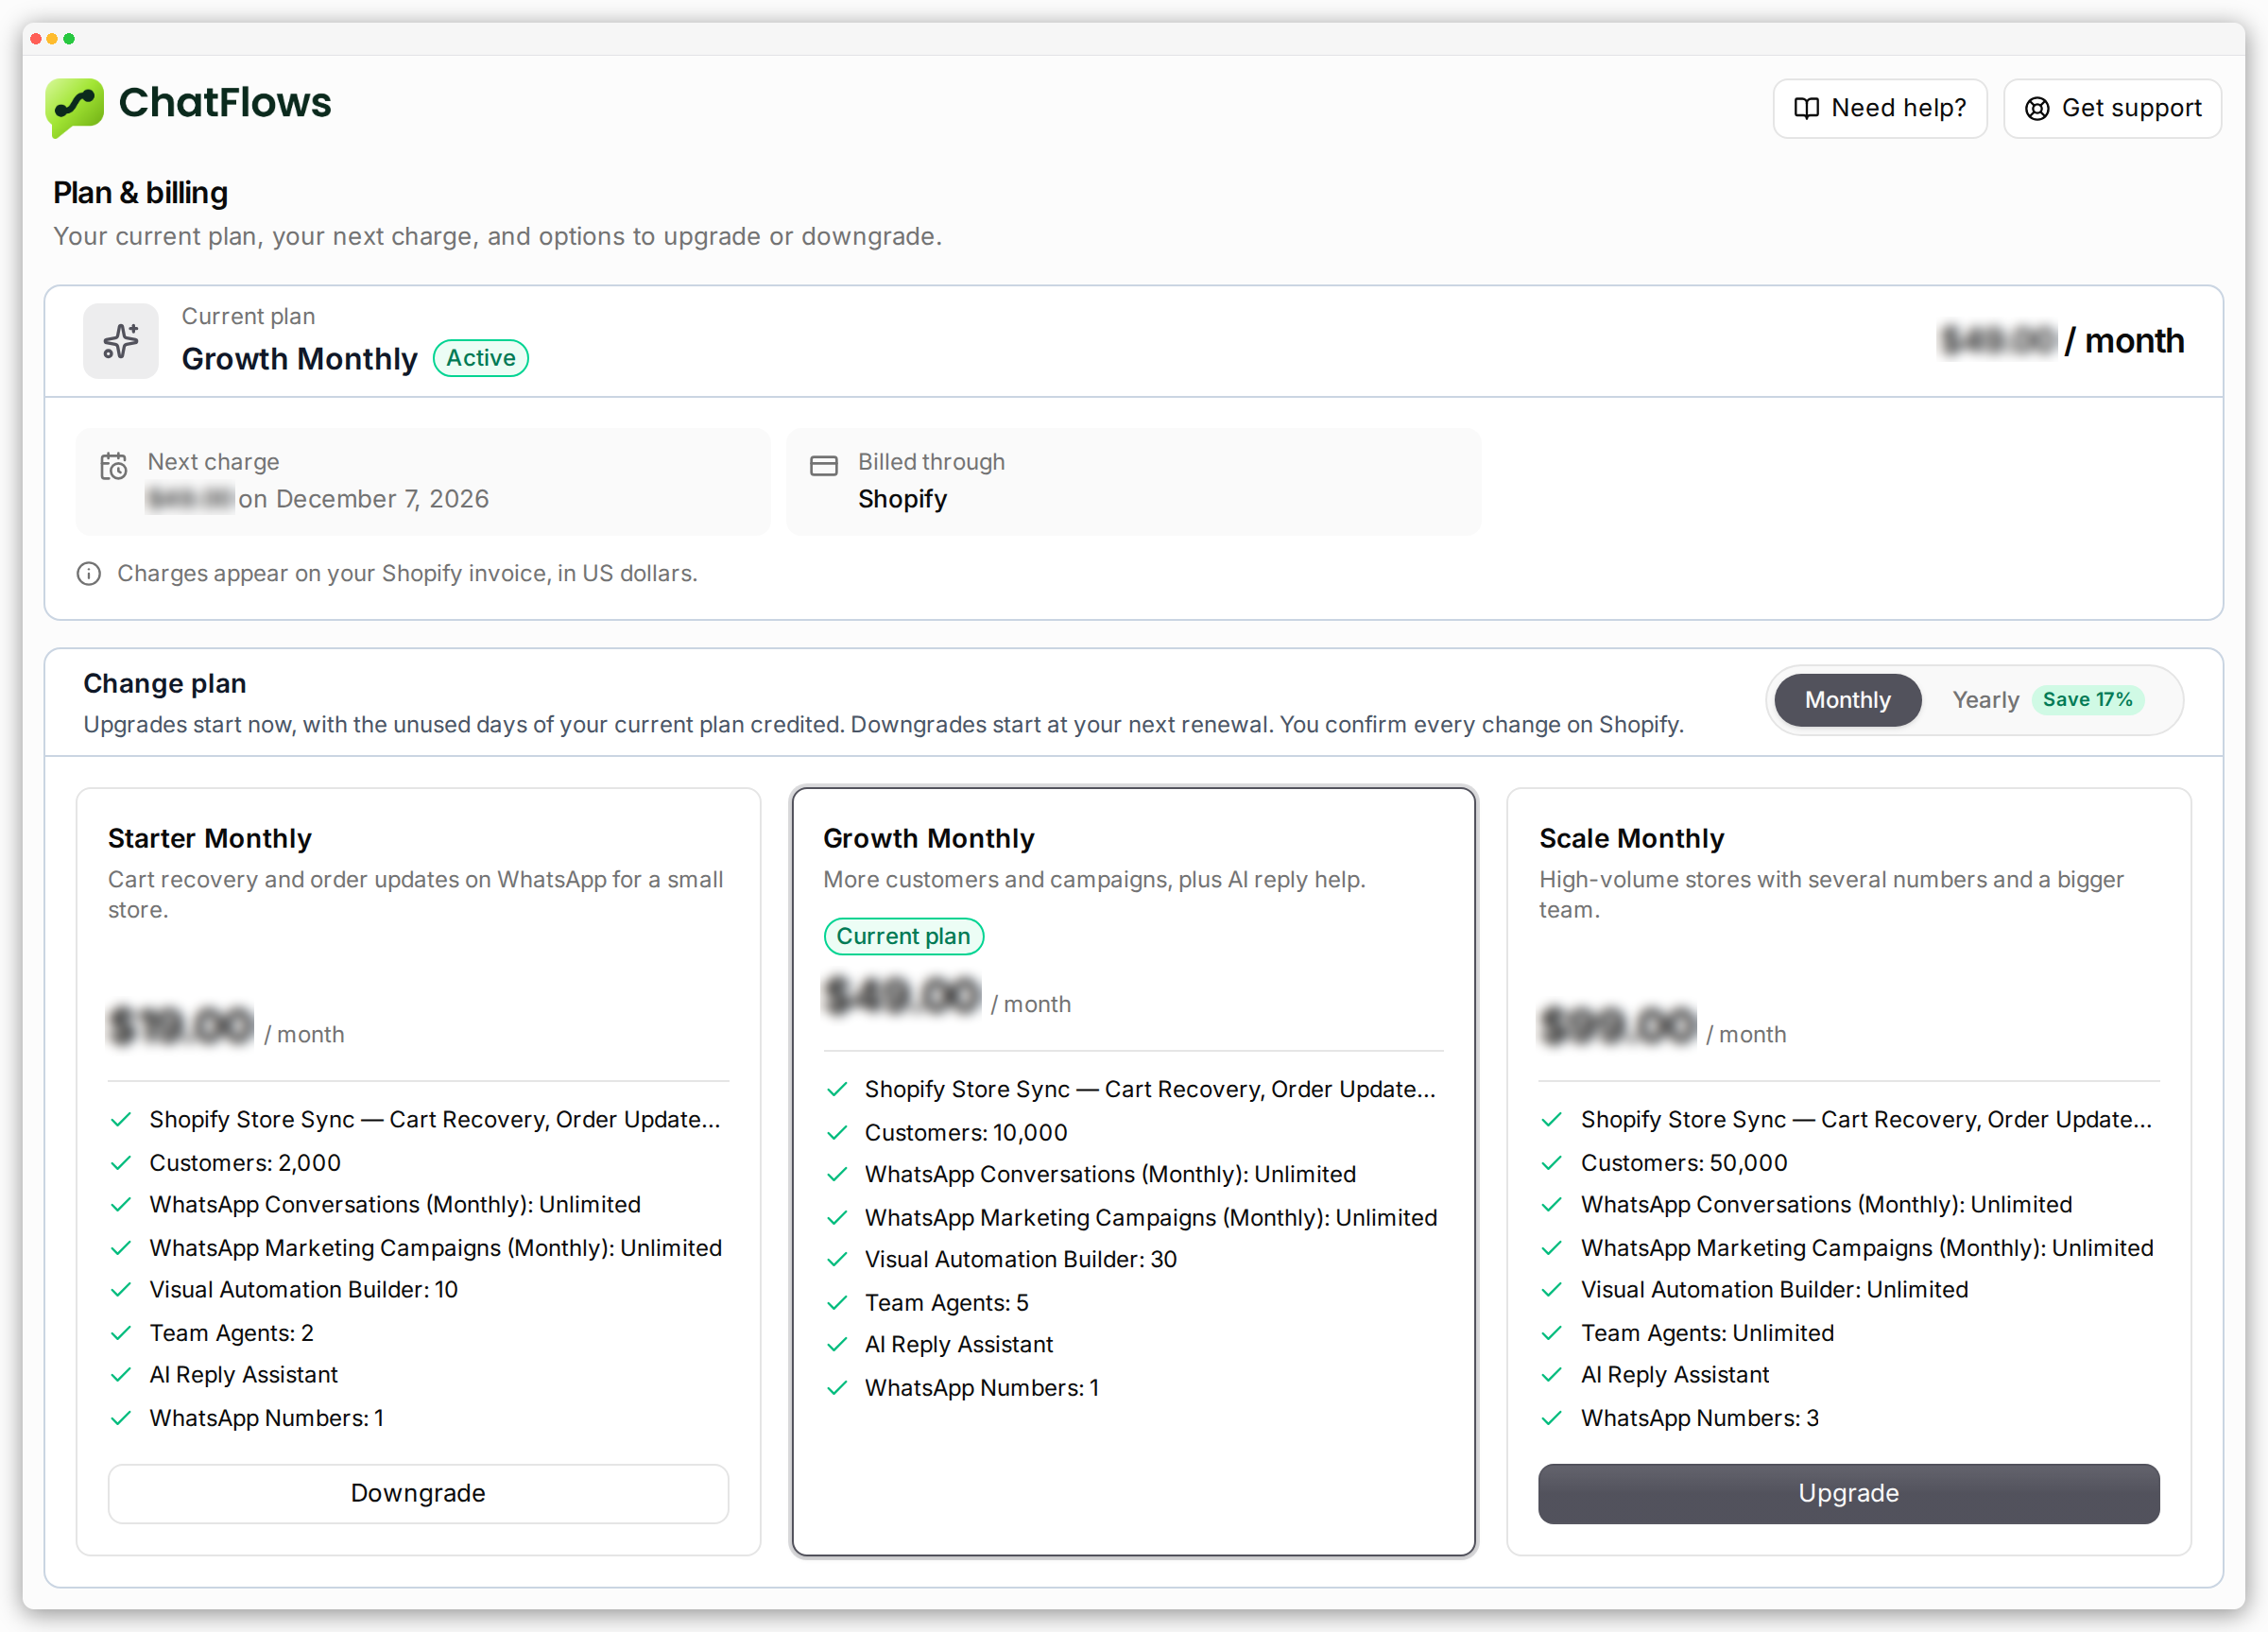 ChatFlows
Need help?
Get support
Plan & billing
Your current plan, your next charge, and options to upgrade or downgrade.
Current plan
Growth Monthly
Active
/ month
Next charge
on December 7, 2026
Billed through
Shopify
Charges appear on your Shopify invoice, in US dollars.
Change plan
Upgrades start now, with the unused days of your current plan credited. Downgrades start at your next renewal. You confirm every change on Shopify.
Monthly
Yearly
Save 17%
Starter Monthly
Cart recovery and order updates on WhatsApp for a small
store.
$19.00 / month
Shopify Store Sync — Cart Recovery, Order Update...
Customers: 2,000
WhatsApp Conversations (Monthly): Unlimited
WhatsApp Marketing Campaigns (Monthly): Unlimited
Visual Automation Builder: 10
Team Agents: 2
AI Reply Assistant
WhatsApp Numbers: 1
Downgrade
Growth Monthly
More customers and campaigns, plus AI reply help.
Current plan
$49.00 / month
Shopify Store Sync — Cart Recovery, Order Update...
Customers: 10,000
WhatsApp Conversations (Monthly): Unlimited
WhatsApp Marketing Campaigns (Monthly): Unlimited
Visual Automation Builder: 30
Team Agents: 5
AI Reply Assistant
WhatsApp Numbers: 1
Scale Monthly
High-volume stores with several numbers and a bigger
team.
$99.00 / month
Shopify Store Sync — Cart Recovery, Order Update...
Customers: 50,000
WhatsApp Conversations (Monthly): Unlimited
WhatsApp Marketing Campaigns (Monthly): Unlimited
Visual Automation Builder: Unlimited
Team Agents: Unlimited
AI Reply Assistant
WhatsApp Numbers: 3
Upgrade